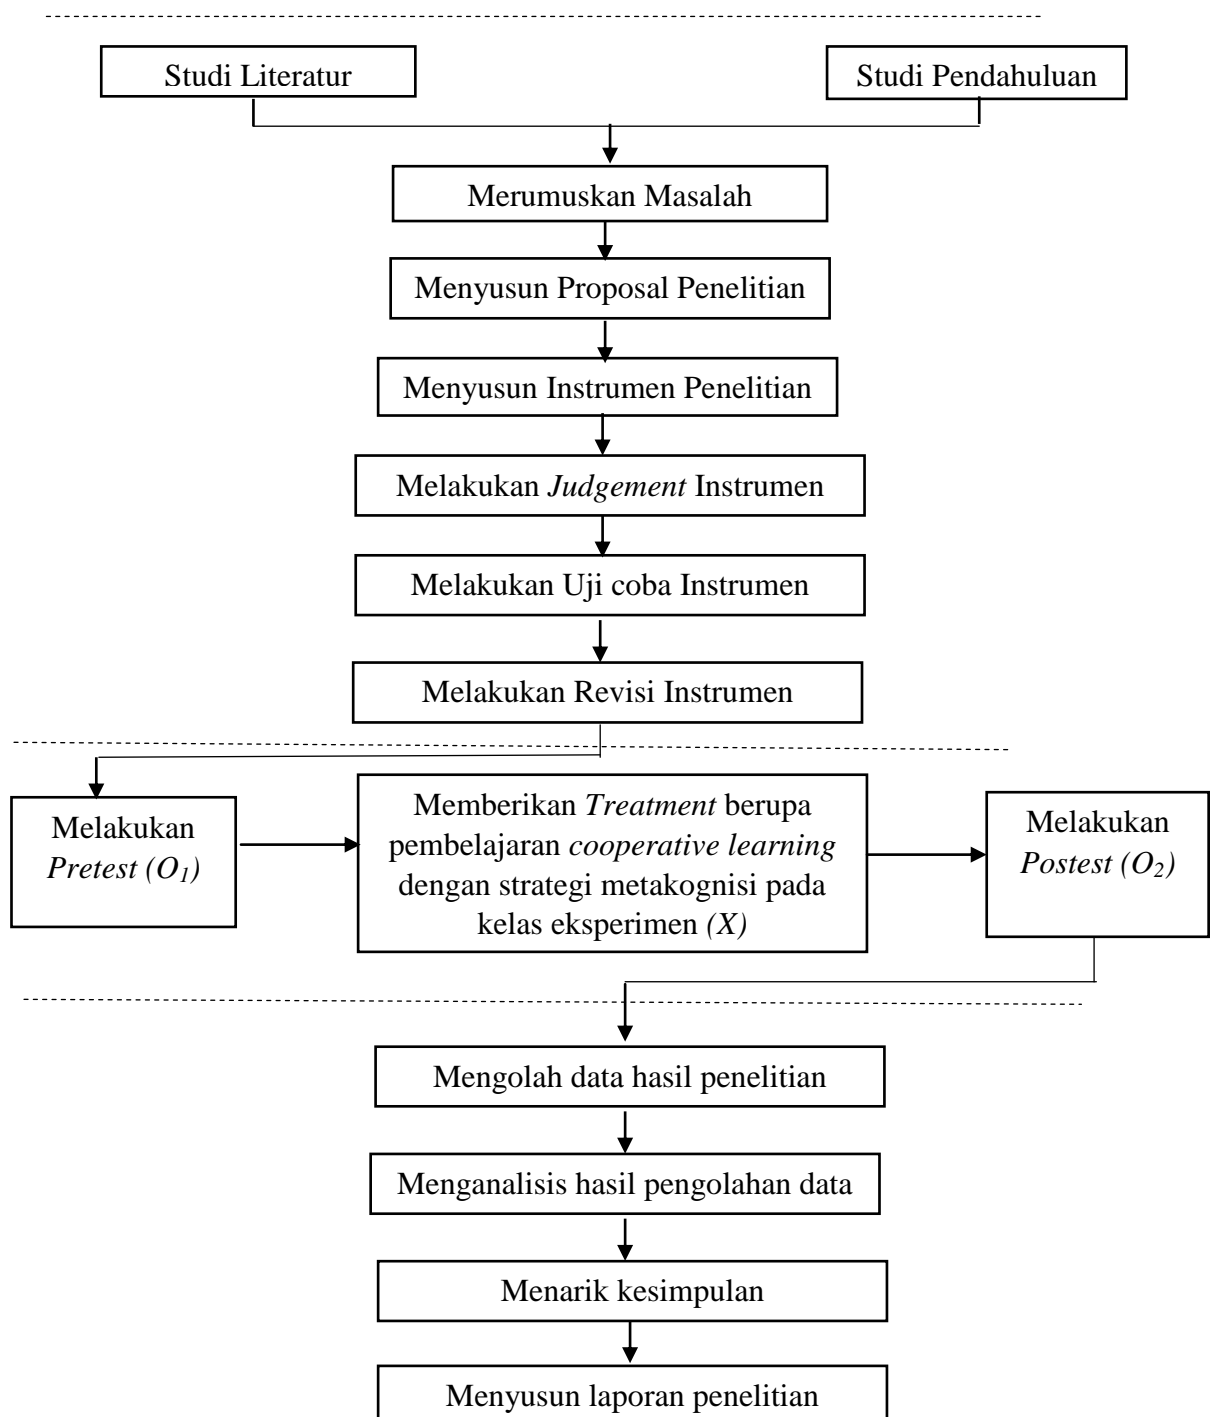 Studi Literatur
Studi Pendahuluan
Merumuskan Masalah
Menyusun Proposal Penelitian
Menyusun Instrumen Penelitian
Melakukan Judgement Instrumen
Melakukan Uji coba Instrumen
Melakukan Revisi Instrumen
Melakukan
Pretest (O1)
Memberikan Treatment berupa
pembelajaran cooperative learning
dengan strategi metakognisi pada
kelas eksperimen (X)
Melakukan
Postest (O2)
Mengolah data hasil penelitian
Menganalisis hasil pengolahan data
Menarik kesimpulan
Menyusun laporan penelitian